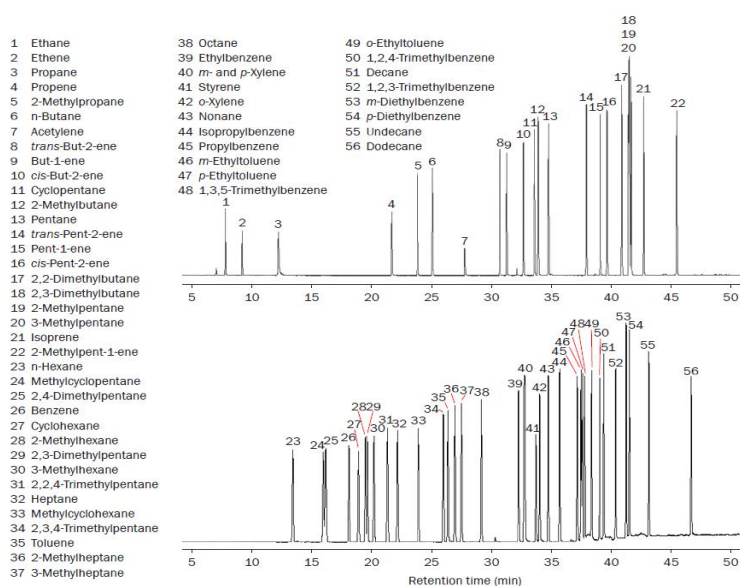 1 Ethane
2 Ethene
3 Propane
4 Propene
5 2-Methylpropane
6 n-Butane
7 Acetylene
8 trans-But-2-ene
9 But-1-ene
10 cis-But-2-ene
11 Cyclopentane
12 2-Methylbutane
13 Pentane
14 trans-Pent-2-ene
15 Pent-1-ene
16 cis-Pent-2-ene
17 2,2-Dimethylbutane
18 2,3-Dimethylbutane
19 2-Methylpentane
20 3-Methylpentane
21 Isoprene
22 2-Methylpent-1-ene
23 n-Hexane
24 Methylcyclopentane
25 2,4-Dimethylpentane
26 Benzene
27 Cyclohexane
28 2-Methylhexane
29 2,3-Dimethylpentane
30 3-Methylhexane
31 2,2,4-Trimethylpentane
32 Heptane
33 Methylcyclohexane
34 2,3,4-Trimethylpentane
35 Toluene
36 2-Methylheptane
37 3-Methylheptane
38 Octane
39 Ethylbenzene
40 m- and p-Xylene
41 Styrene
42 o-Xylene
43 Nonane
44 Isopropylbenzene
45 Propylbenzene
46 m-Ethyltoluene
47 p-Ethyltoluene
48 1,3,5-Trimethylbenzene
49 o-Ethyltoluene
50 1,2,4-Trimethylbenzene
51 Decane
52 1,2,3-Trimethylbenzene
53 m-Diethylbenzene
54 p-Diethylbenzene
55 Undecane
56 Dodecane
1 2 3 4 5 6 7 8 9 10 11 12 13 14 15 16 17 18 19 20 21 22
5 10 15 20 25 30 35 40 45 50
23 24 25 26 27 28 29 30 31 32 33 34 35 36 37 38 39 40 41 42 43 44 45 46 47 48 49 50 51 52 53 54 55 56
5 10 15 20 25 30 35 40 45 50
Retention time (min)